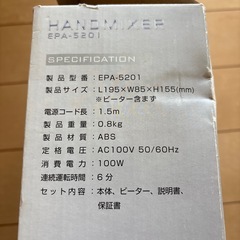 HANDMIXER
EPA-5201
SPECIFICATION
製品型番：EPA-5201
製品サイズ：L195×W85×H155(mm)
※ビーター含まず
電源コード長：1.5m
製品重量：0.8kg
製品材質：ABS
定格電圧：AC100V 50/60Hz
消費電力：100W
連続運転時間：6分
セット内容：本体、ビーター、説明書、
保証書